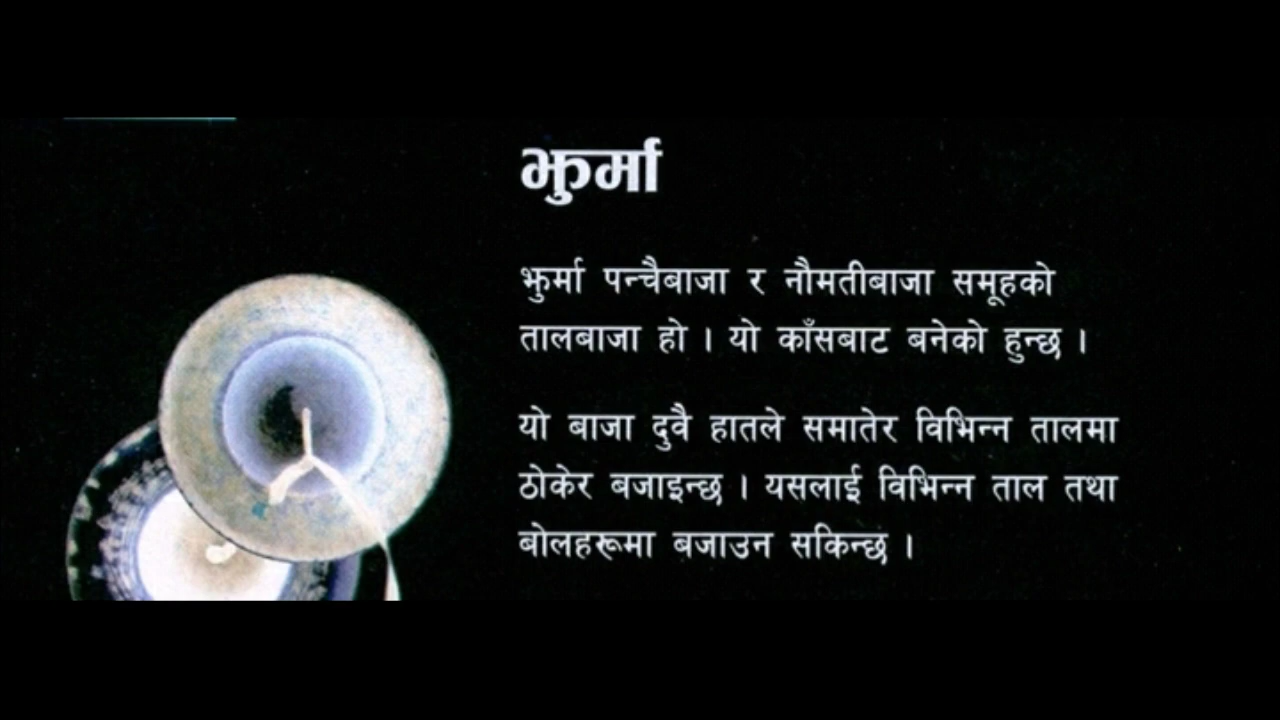 झुर्मा
झुर्मा पन्चैबाजा र नौमतीबाजा समूहको
तालबाजा हो । यो काँसबाट बनेको हुन्छ ।
यो बाजा दुवै हातले समातेर विभिन्न तालमा
ठोकेर बजाइन्छ । यसलाई विभिन्न ताल तथा
बोलहरूमा बजाउन सकिन्छ ।